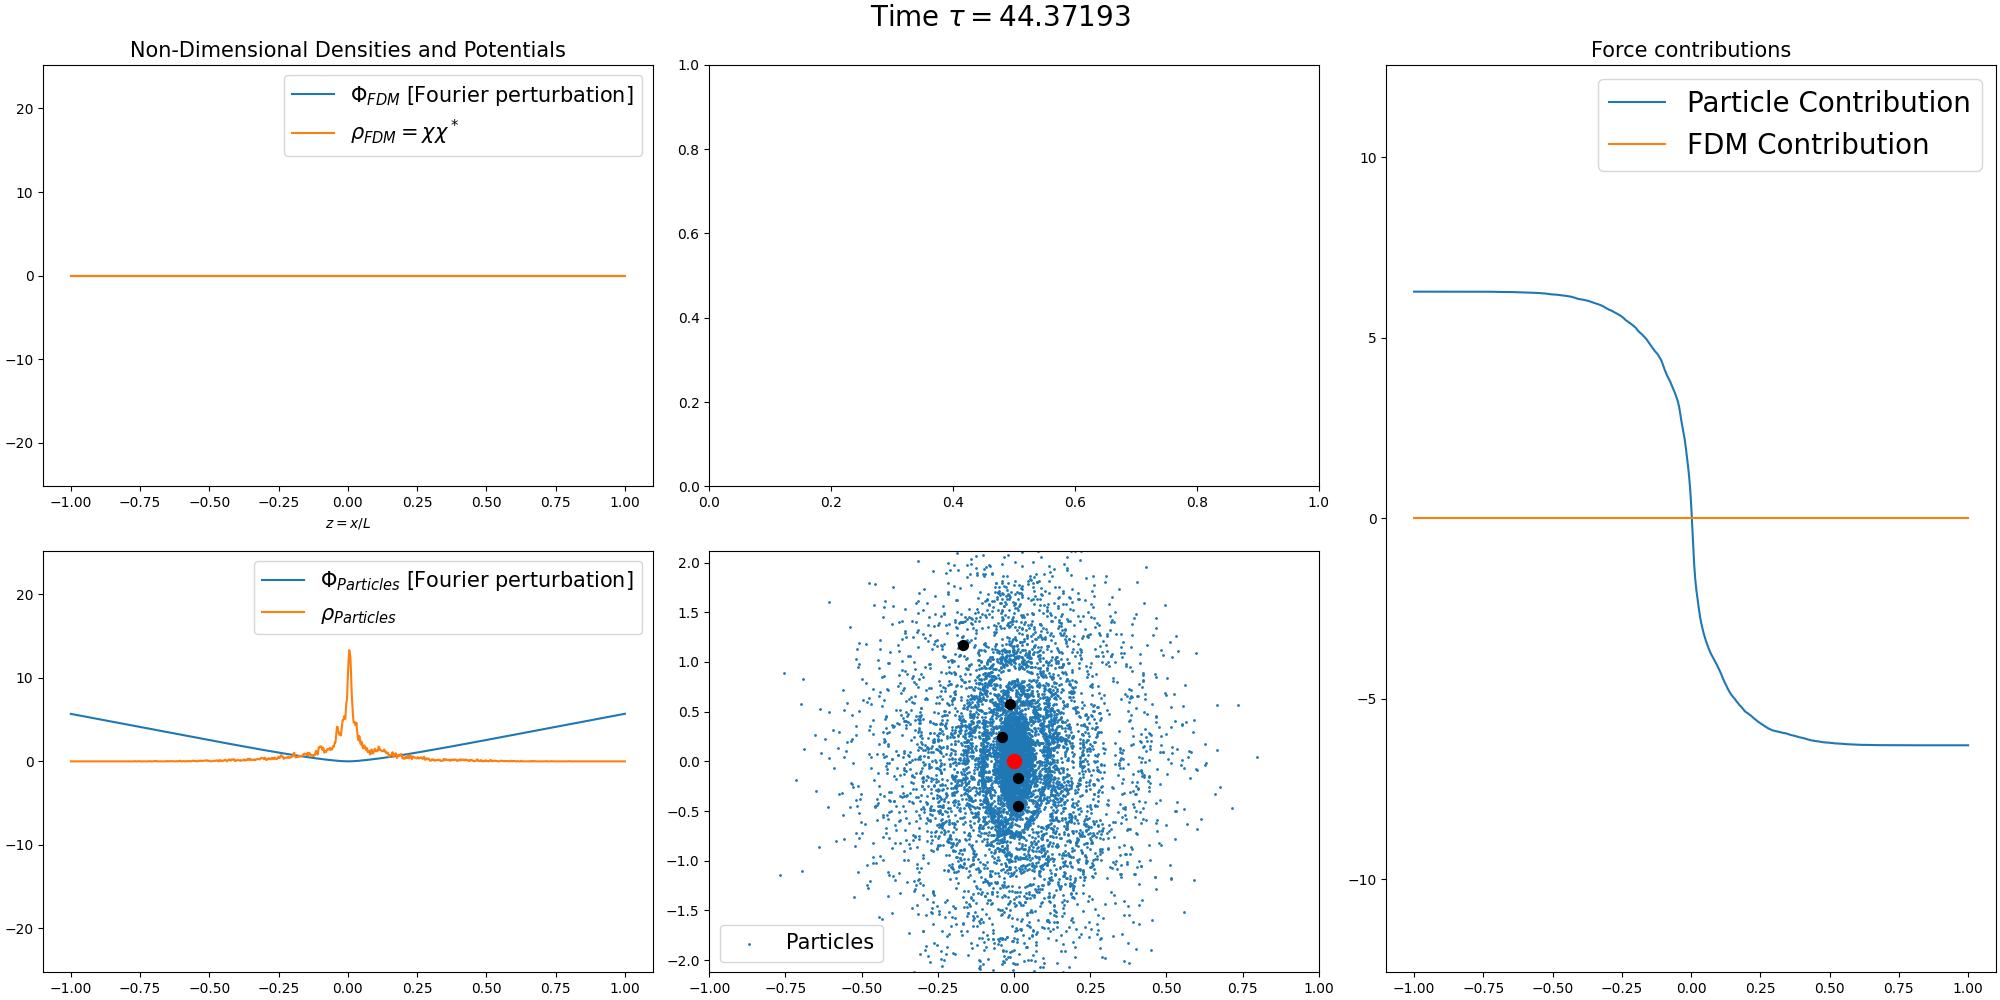 Time τ = 44.37193
Non-Dimensional Densities and Potentials
Φ_FDM [Fourier perturbation]
ρ_FDM = χχ*
20
10
0
−10
−20
−1.00 −0.75 −0.50 −0.25 0.00 0.25 0.50 0.75 1.00
z = x/L
1.0
0.8
0.6
0.4
0.2
0.0
0.0 0.2 0.4 0.6 0.8 1.0
Force contributions
Particle Contribution
FDM Contribution
10
5
0
−5
−10
−1.00 −0.75 −0.50 −0.25 0.00 0.25 0.50 0.75 1.00
Φ_Particles [Fourier perturbation]
ρ_Particles
20
10
0
−10
−20
−1.00 −0.75 −0.50 −0.25 0.00 0.25 0.50 0.75 1.00
2.0
1.5
1.0
0.5
0.0
−0.5
−1.0
−1.5
−2.0
Particles
−1.00 −0.75 −0.50 −0.25 0.00 0.25 0.50 0.75 1.00